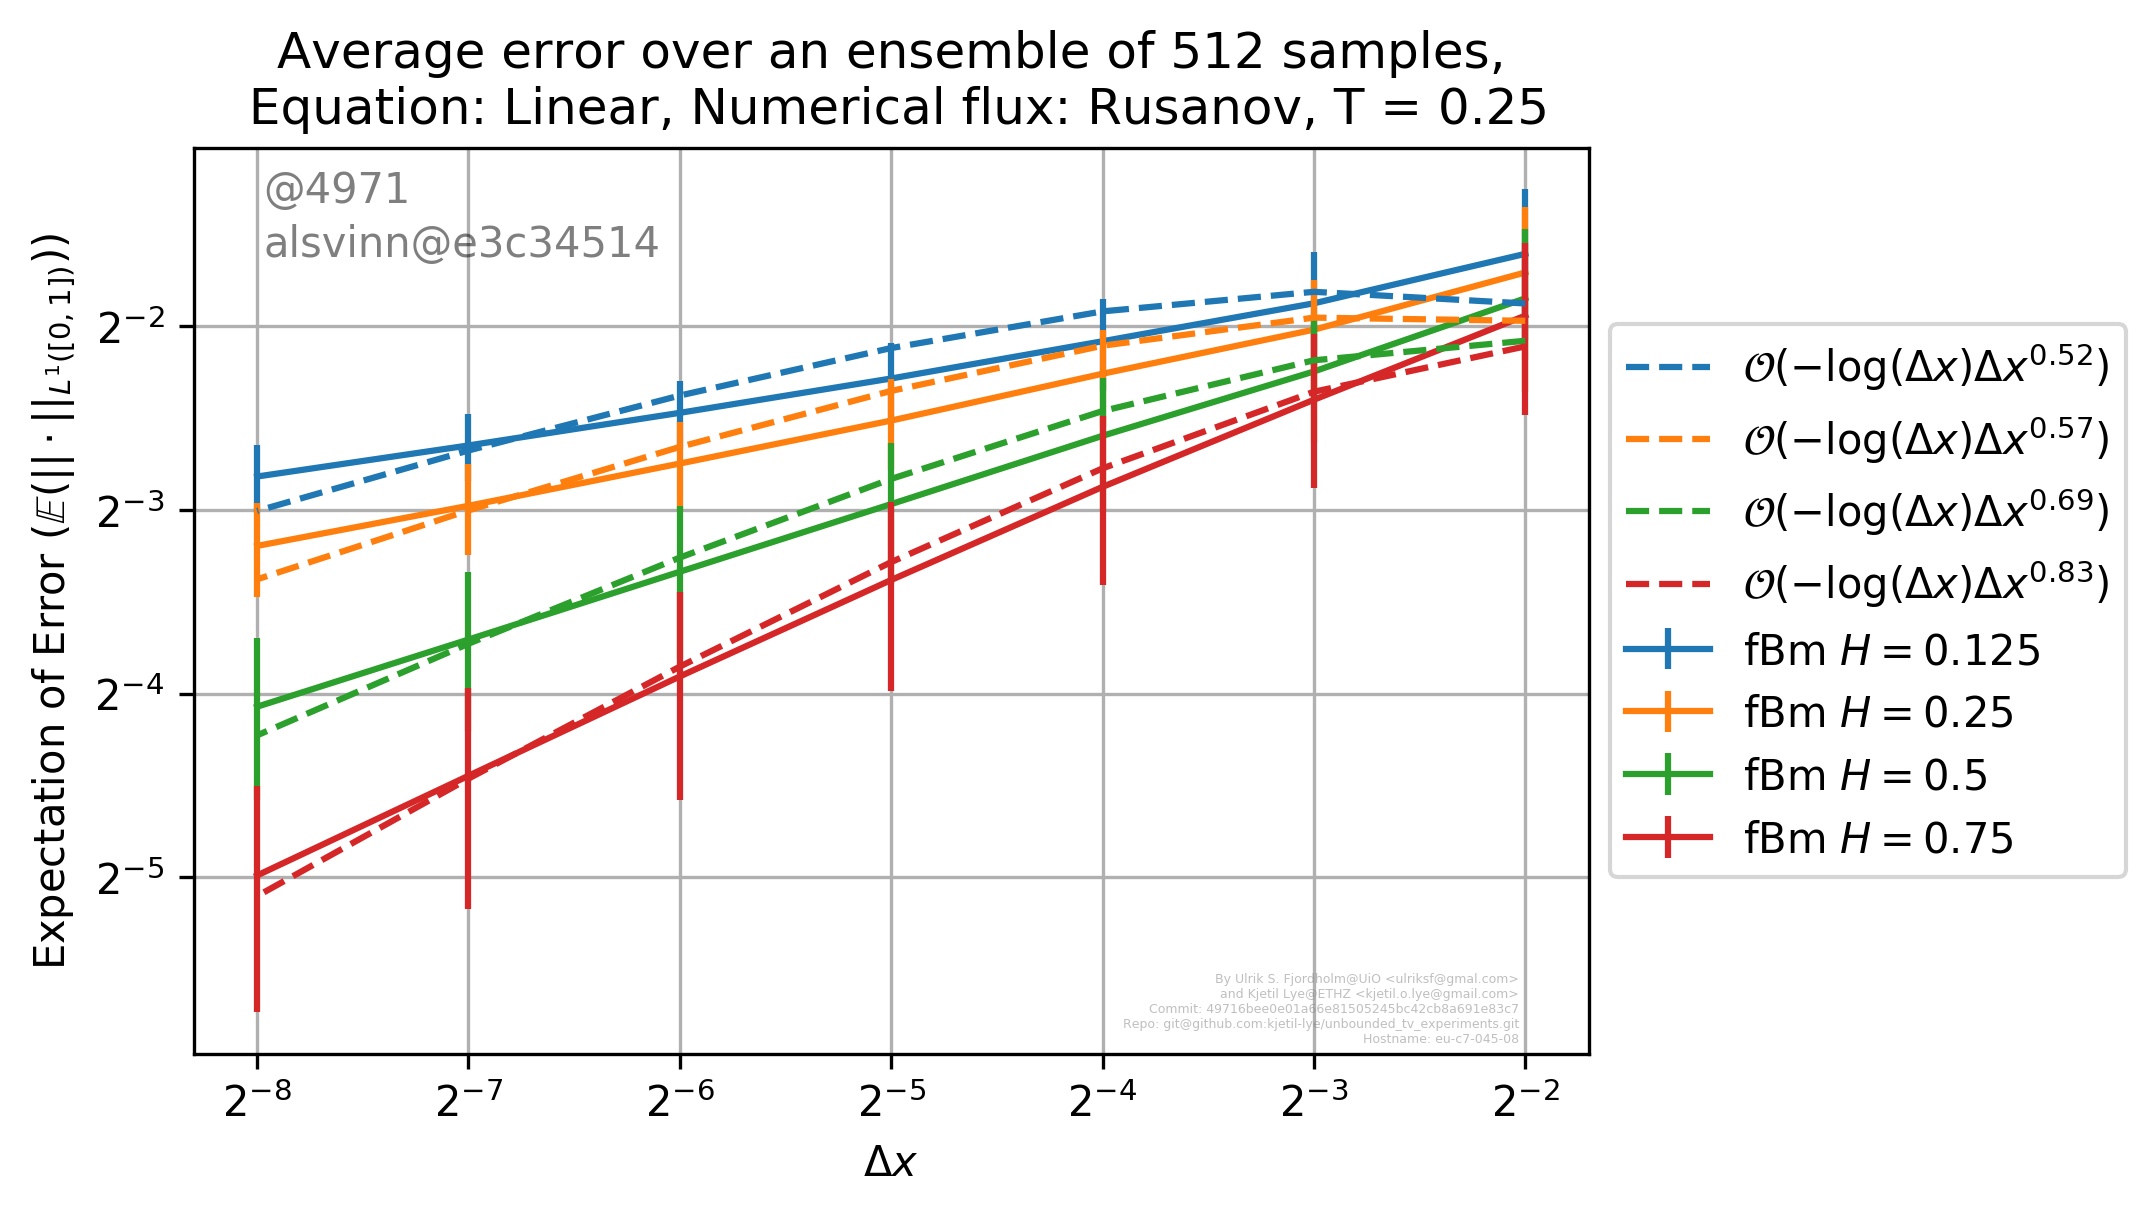 Average error over an ensemble of 512 samples,
Equation: Linear, Numerical flux: Rusanov, T = 0.25
@4971
alsvinn@e3c34514
Expectation of Error (𝔼(|| · ||_{L^1([0, 1])}))
2^{−2}
2^{−3}
2^{−4}
2^{−5}
2^{−8}
2^{−7}
2^{−6}
2^{−5}
2^{−4}
2^{−3}
2^{−2}
Δx
𝒪(−log(Δx)Δx^{0.52})
𝒪(−log(Δx)Δx^{0.57})
𝒪(−log(Δx)Δx^{0.69})
𝒪(−log(Δx)Δx^{0.83})
fBm H = 0.125
fBm H = 0.25
fBm H = 0.5
fBm H = 0.75
By Ulrik S. Fjordholm@UiO <ulriksf@gmal.com>
and Kjetil Lye@ETHZ <kjetil.o.lye@gmail.com>
Commit: 49716bee0e01a66e81505245bc42cb8a691e83c7
Repo: git@github.com:kjetil-lye/unbounded_tv_experiments.git
Hostname: eu-c7-045-08